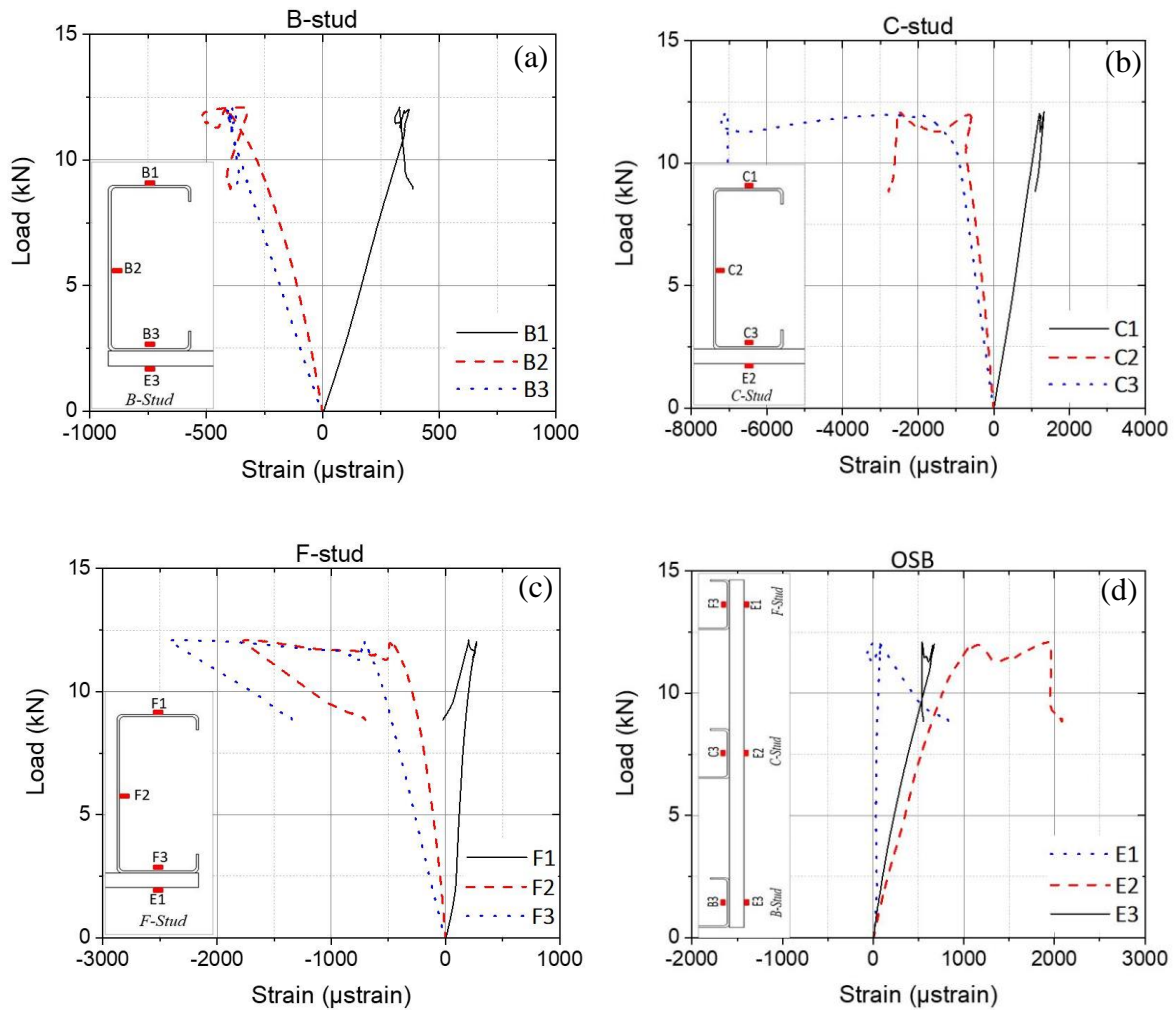 B-stud
(a)
15
10
5
0
Load (kN)
-1000
-500
0
500
1000
Strain (µstrain)
B1
B2
B3
E3
B-Stud
B1
B2
B3
C-stud
(b)
15
10
5
0
Load (kN)
-8000
-6000
-4000
-2000
0
2000
4000
Strain (µstrain)
C1
C2
C3
E2
C-Stud
C1
C2
C3
F-stud
(c)
15
10
5
0
Load (kN)
-3000
-2000
-1000
0
1000
Strain (µstrain)
F1
F2
F3
E1
F-Stud
F1
F2
F3
OSB
(d)
15
10
5
0
Load (kN)
-2000
-1000
0
1000
2000
3000
Strain (µstrain)
F3
E1
F-Stud
C3
E2
C-Stud
B3
E3
B-Stud
E1
E2
E3